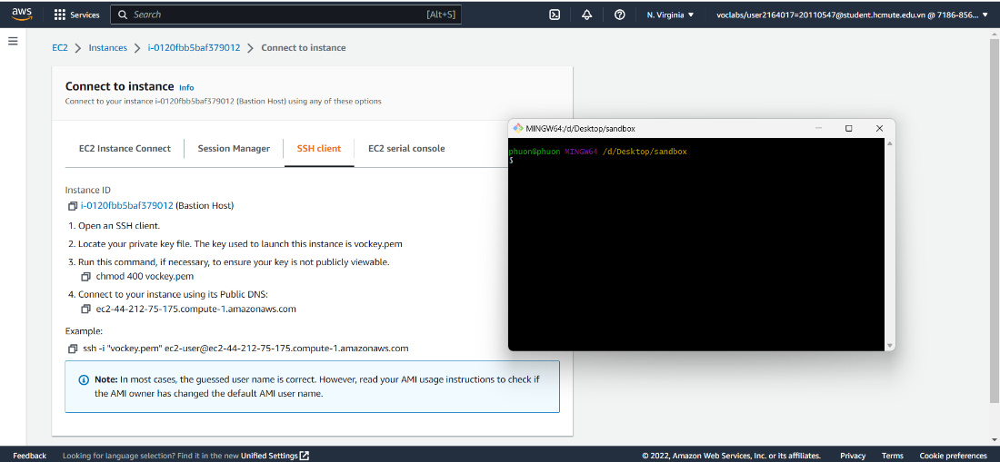 aws
Services
Search
[Alt+S]
N. Virginia
voclabs/user2164017=20110547@student.hcmute.edu.vn @ 7186-856...
EC2
Instances
i-0120fbb5baf379012
Connect to instance
Connect to instance Info
Connect to your instance i-0120fbb5baf379012 (Bastion Host) using any of these options
EC2 Instance Connect
Session Manager
SSH client
EC2 serial console
Instance ID
i-0120fbb5baf379012 (Bastion Host)
1. Open an SSH client.
2. Locate your private key file. The key used to launch this instance is vockey.pem
3. Run this command, if necessary, to ensure your key is not publicly viewable.
chmod 400 vockey.pem
4. Connect to your instance using its Public DNS:
ec2-44-212-75-175.compute-1.amazonaws.com
Example:
ssh -i "vockey.pem" ec2-user@ec2-44-212-75-175.compute-1.amazonaws.com
Note: In most cases, the guessed user name is correct. However, read your AMI usage instructions to check if
the AMI owner has changed the default AMI user name.
MINGW64:/d/Desktop/sandbox
phuon@phuon MINGW64 /d/Desktop/sandbox
$
Feedback
Looking for language selection? Find it in the new Unified Settings
© 2022, Amazon Web Services, Inc. or its affiliates.
Privacy
Terms
Cookie preferences